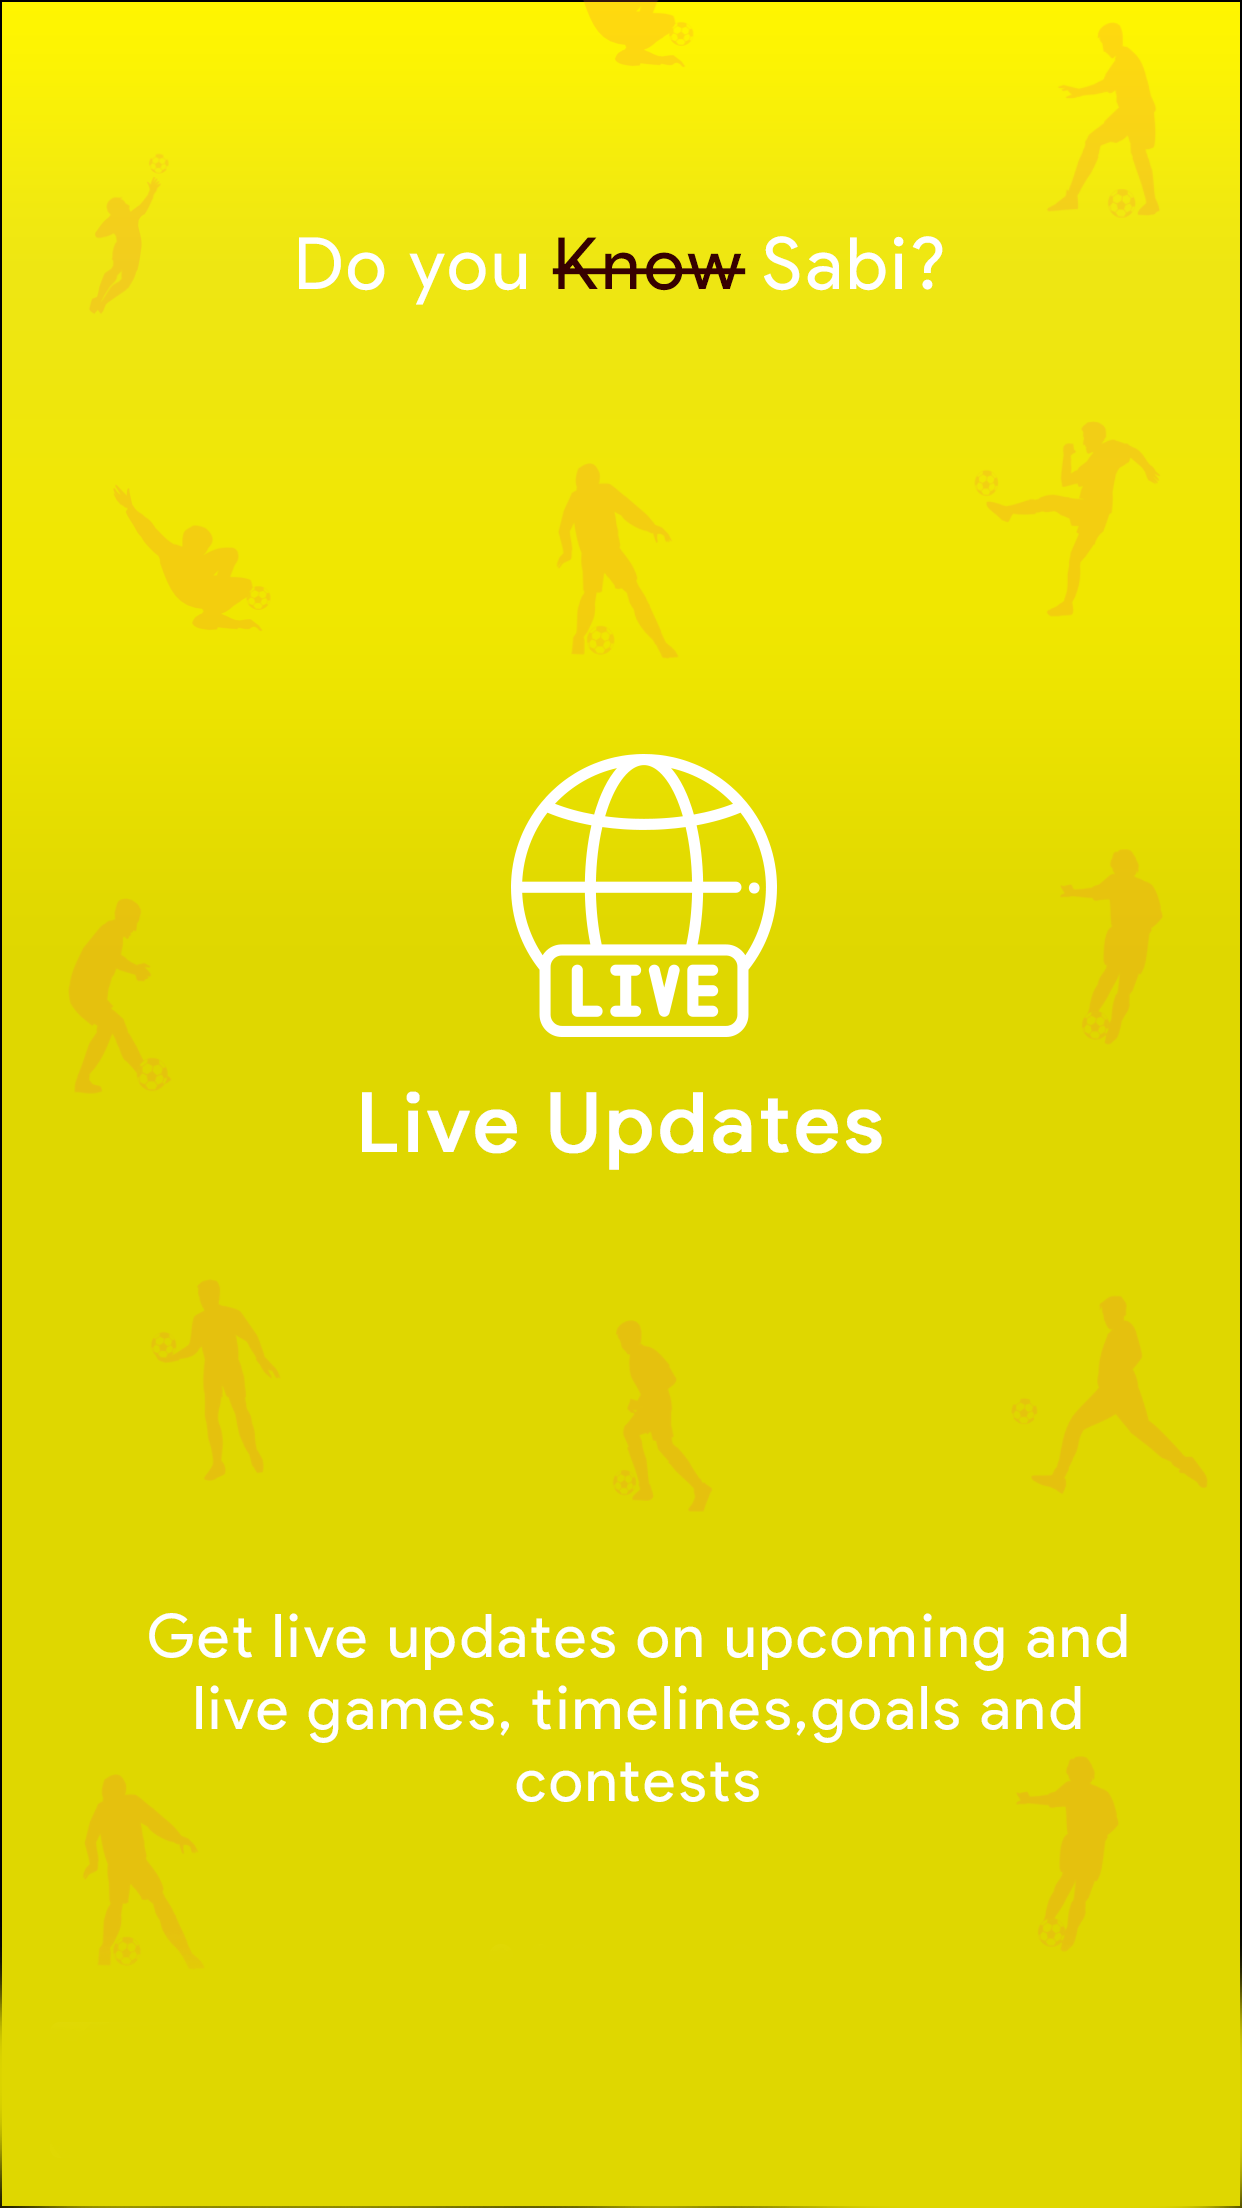 Do you Know Sabi?
LIVE
Live Updates
Get live updates on upcoming and
live games, timelines,goals and
contests